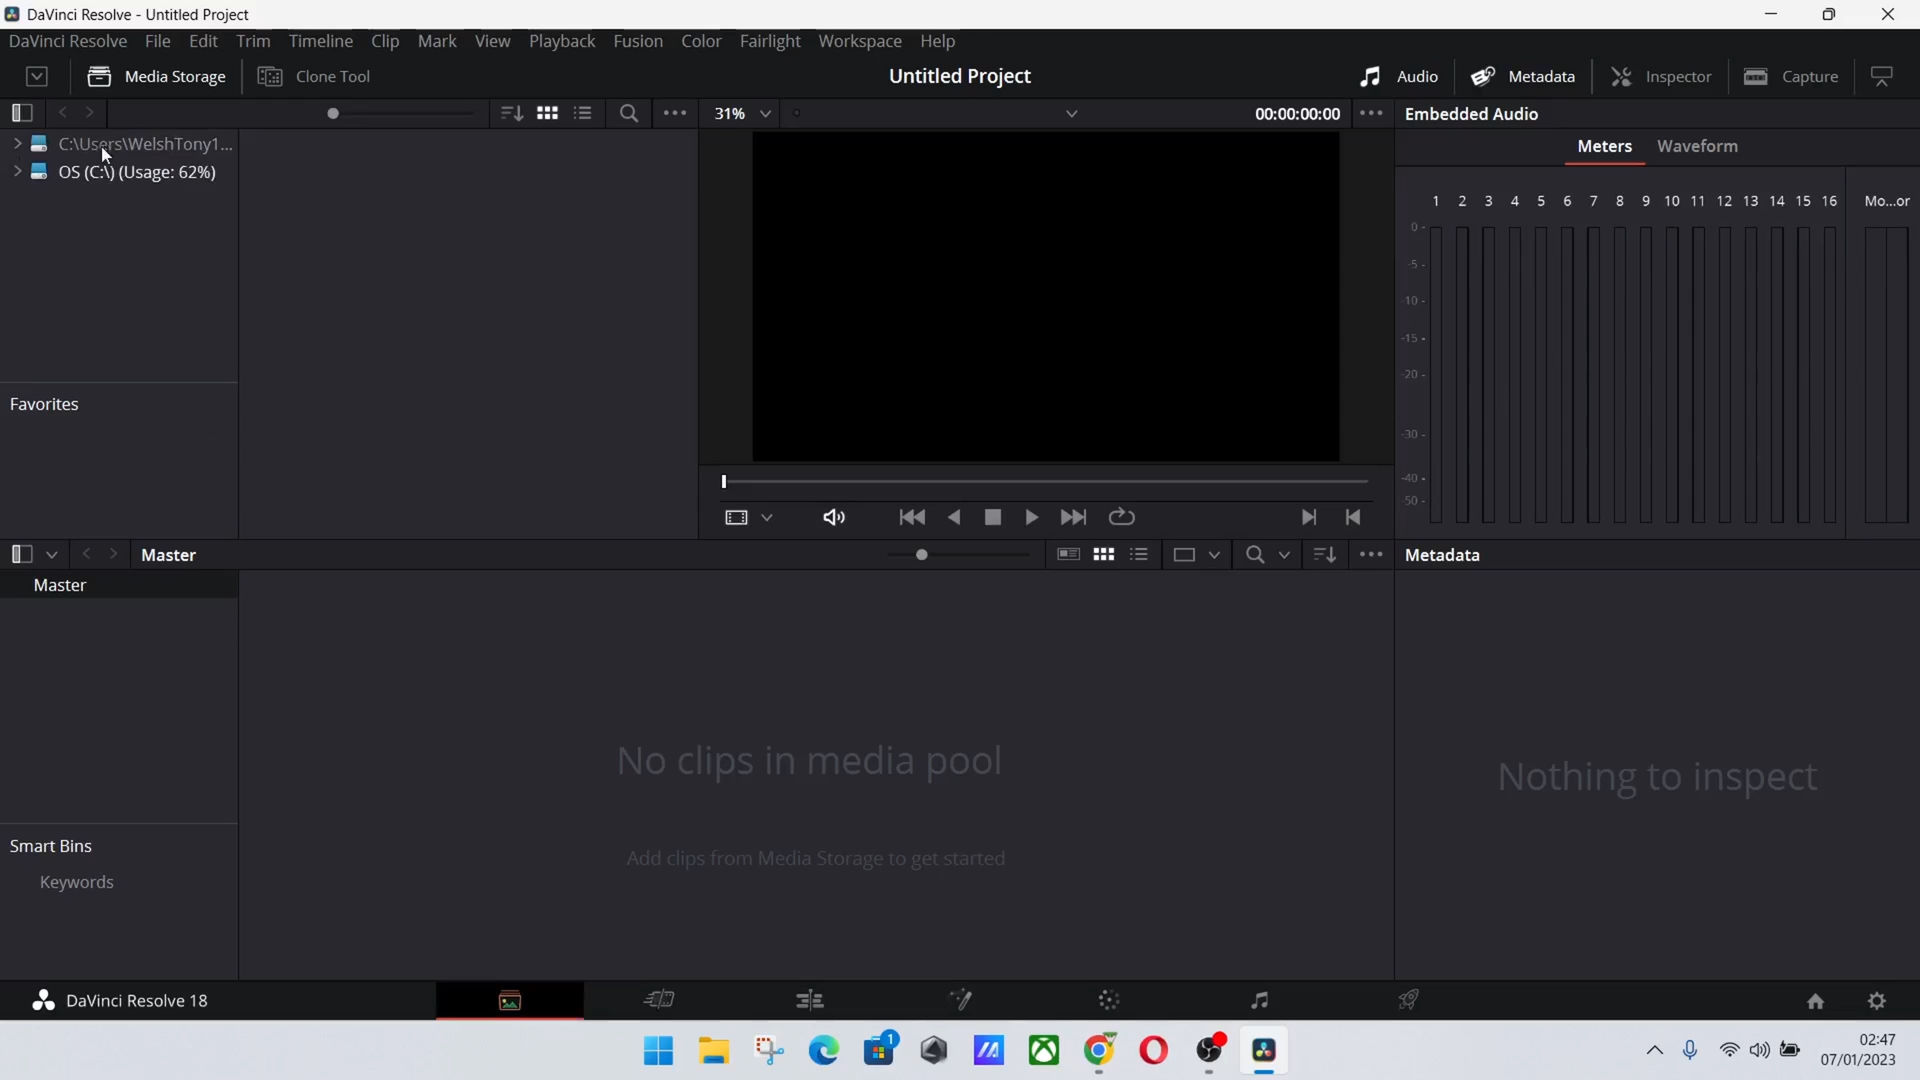 DaVinci Resolve - Untitled Project
DaVinci Resolve File Edit Trim Timeline Clip Mark View Playback Fusion Color Fairlight Workspace Help
Media Storage Clone Tool Untitled Project Audio Metadata Inspector Capture
31% 00:00:00:00 Embedded Audio
C:\Users\WelshTony1...
OS (C:\) (Usage: 62%)
Meters Waveform
1 2 3 4 5 6 7 8 9 10 11 12 13 14 15 16 Mo...or
0 -
-5 -
-10 -
-15 -
-20 -
-30 -
-40 -
-50 -
Favorites
Master Metadata
Master
No clips in media pool
Add clips from Media Storage to get started
Nothing to inspect
Smart Bins
Keywords
DaVinci Resolve 18
1
02:47
07/01/2023